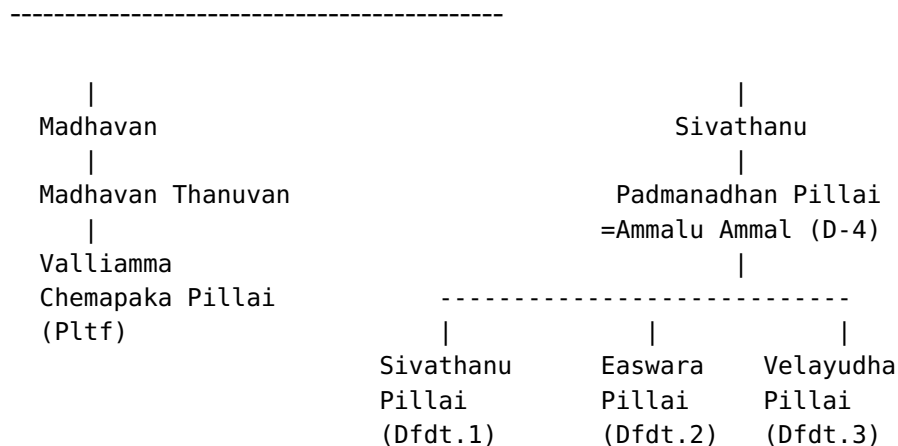 Madhavan Sivathanu
Madhavan Thanuvan Padmanadhan Pillai
=Ammalu Ammal (D-4)
Valliamma
Chemapaka Pillai
(Pltf)
Sivathanu Easwara Velayudha
Pillai Pillai Pillai
(Dfdt.1) (Dfdt.2) (Dfdt.3)